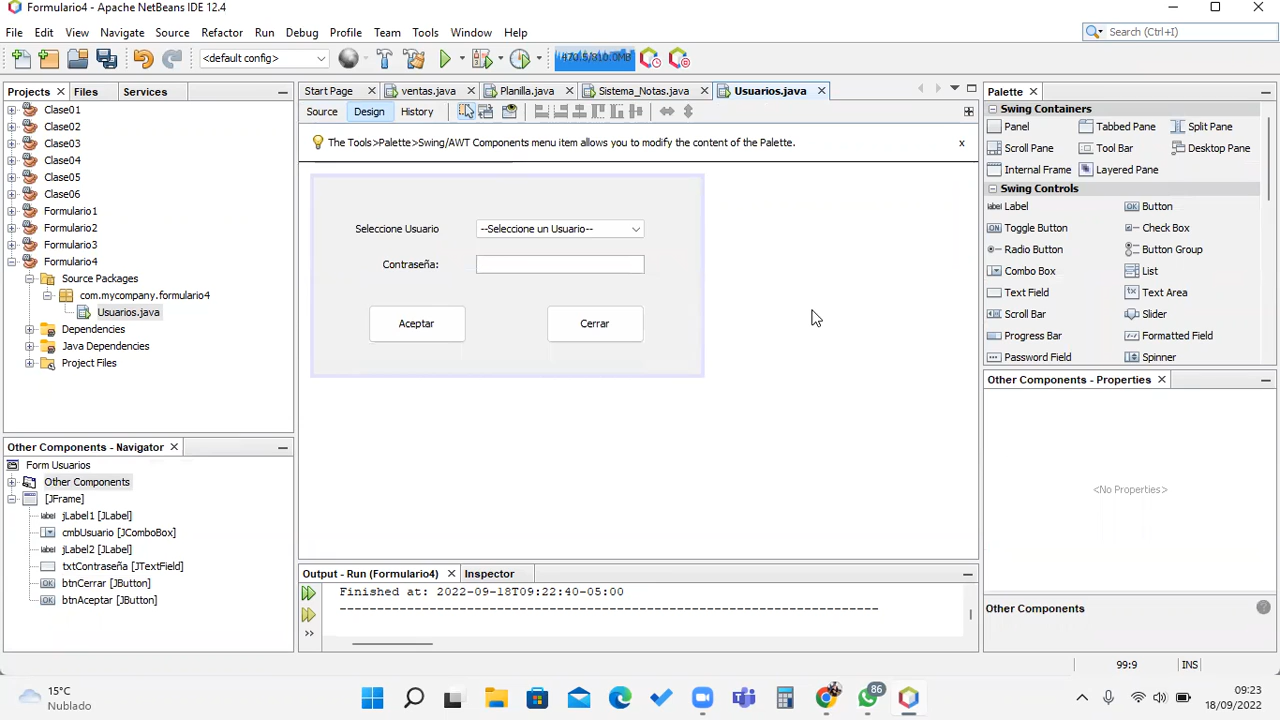 Formulario4 - Apache NetBeans IDE 12.4
File Edit View Navigate Source Refactor Run Debug Profile Team Tools Window Help
Search (Ctrl+I)
<default config>
470.5/810.0MB
Projects Files Services
Clase01
Clase02
Clase03
Clase04
Clase05
Clase06
Formulario1
Formulario2
Formulario3
Formulario4
Source Packages
com.mycompany.formulario4
Usuarios.java
Dependencies
Java Dependencies
Project Files
Other Components - Navigator
Form Usuarios
Other Components
[JFrame]
jLabel1 [JLabel]
cmbUsuario [JComboBox]
jLabel2 [JLabel]
txtContraseña [JTextField]
btnCerrar [JButton]
btnAceptar [JButton]
Start Page ventas.java Planilla.java Sistema_Notas.java Usuarios.java
Source Design History
The Tools>Palette>Swing/AWT Components menu item allows you to modify the content of the Palette. x
Seleccione Usuario --Seleccione un Usuario--
Contraseña:
Aceptar Cerrar
Output - Run (Formulario4) Inspector
Finished at: 2022-09-18T09:22:40-05:00
------------------------------------------------------------------------
Palette
Swing Containers
Panel Tabbed Pane Split Pane
Scroll Pane Tool Bar Desktop Pane
Internal Frame Layered Pane
Swing Controls
label Label OK Button
ON Toggle Button Check Box
Radio Button Button Group
Combo Box List
Text Field Text Area
Scroll Bar Slider
Progress Bar Formatted Field
Password Field Spinner
Other Components - Properties
<No Properties>
Other Components
99:9 INS
15°C
Nublado
86
09:23
18/09/2022